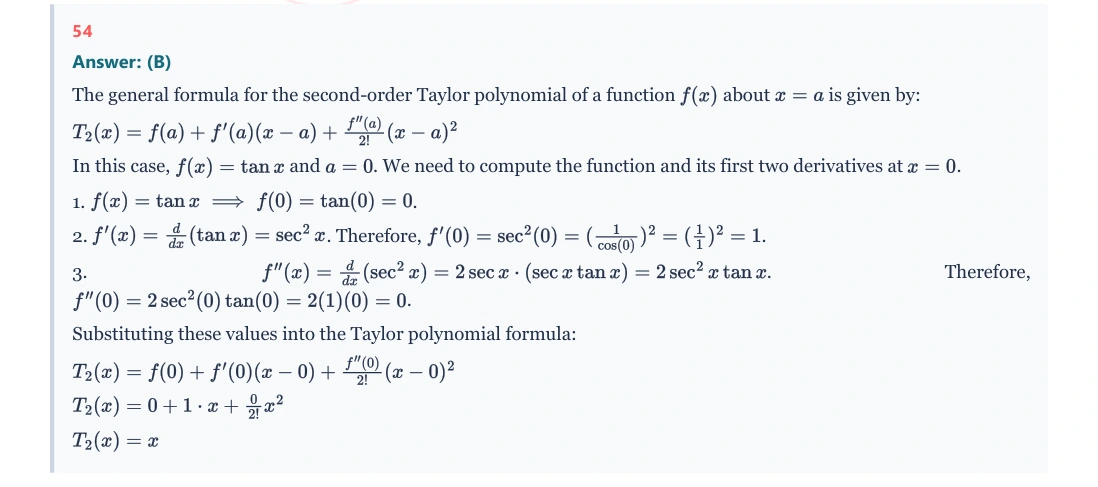 54
Answer: (B)
The general formula for the second-order Taylor polynomial of a function f(x) about x = a is given by:
T₂(x) = f(a) + f′(a)(x − a) + f″(a)/2! (x − a)²
In this case, f(x) = tan x and a = 0. We need to compute the function and its first two derivatives at x = 0.
1. f(x) = tan x ⟹ f(0) = tan(0) = 0.
2. f′(x) = d/dx (tan x) = sec² x. Therefore, f′(0) = sec²(0) = (1/cos(0))² = (1/1)² = 1.
3. f″(x) = d/dx (sec² x) = 2 sec x · (sec x tan x) = 2 sec² x tan x. Therefore,
f″(0) = 2 sec²(0) tan(0) = 2(1)(0) = 0.
Substituting these values into the Taylor polynomial formula:
T₂(x) = f(0) + f′(0)(x − 0) + f″(0)/2! (x − 0)²
T₂(x) = 0 + 1 · x + 0/2! x²
T₂(x) = x